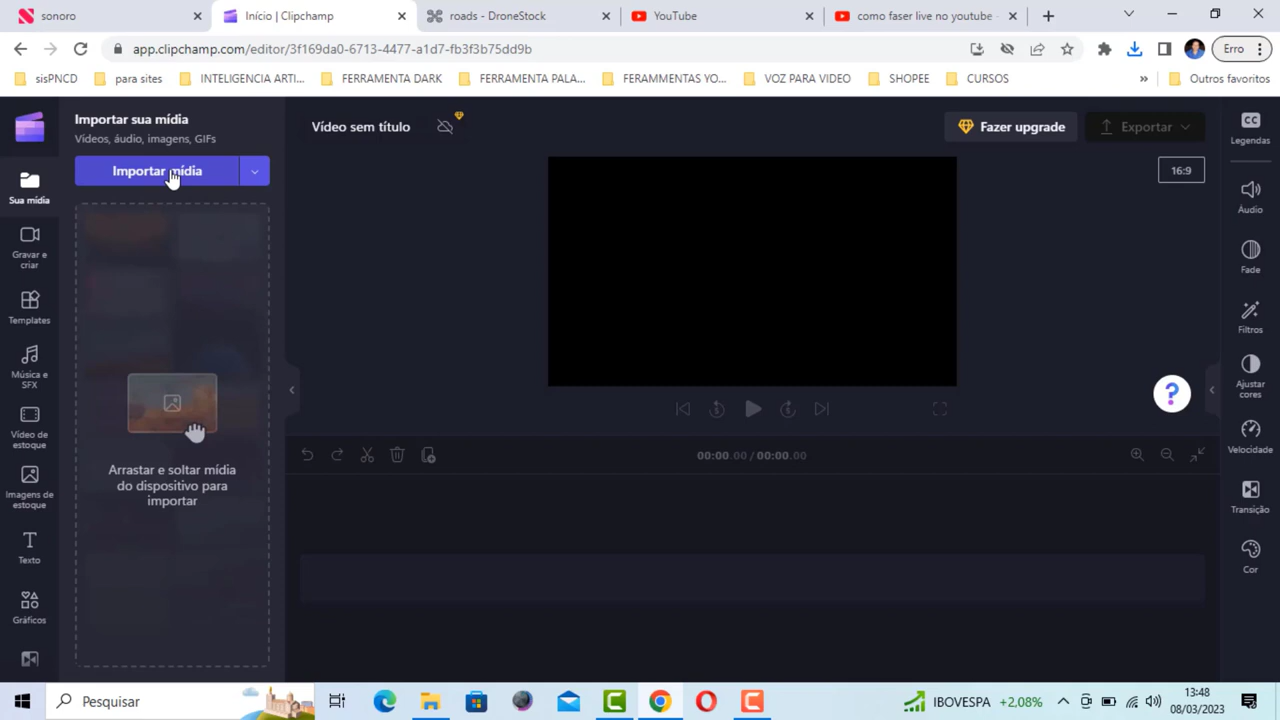 sonoro
Início | Clipchamp
roads - DroneStock
YouTube
como faser live no youtube -
app.clipchamp.com/editor/3f169da0-6713-4477-a1d7-fb3f3b75dd9b
Erro
sisPNCD
para sites
INTELIGENCIA ARTI...
FERRAMENTA DARK
FERRAMENTA PALA...
FERAMMENTAS YO...
VOZ PARA VIDEO
SHOPEE
CURSOS
»
Outros favoritos
Importar sua mídia
Vídeos, áudio, imagens, GIFs
Importar mídia
Vídeo sem título
Fazer upgrade
Exportar
16:9
Sua mídia
Gravar e
criar
Templates
Música e
SFX
Vídeo de
estoque
Imagens de
estoque
Texto
Gráficos
Arrastar e soltar mídia
do dispositivo para
importar
00:00.00 / 00:00.00
Legendas
Áudio
Fade
Filtros
Ajustar
cores
Velocidade
Transição
Cor
?
Pesquisar
IBOVESPA +2,08%
13:48
08/03/2023